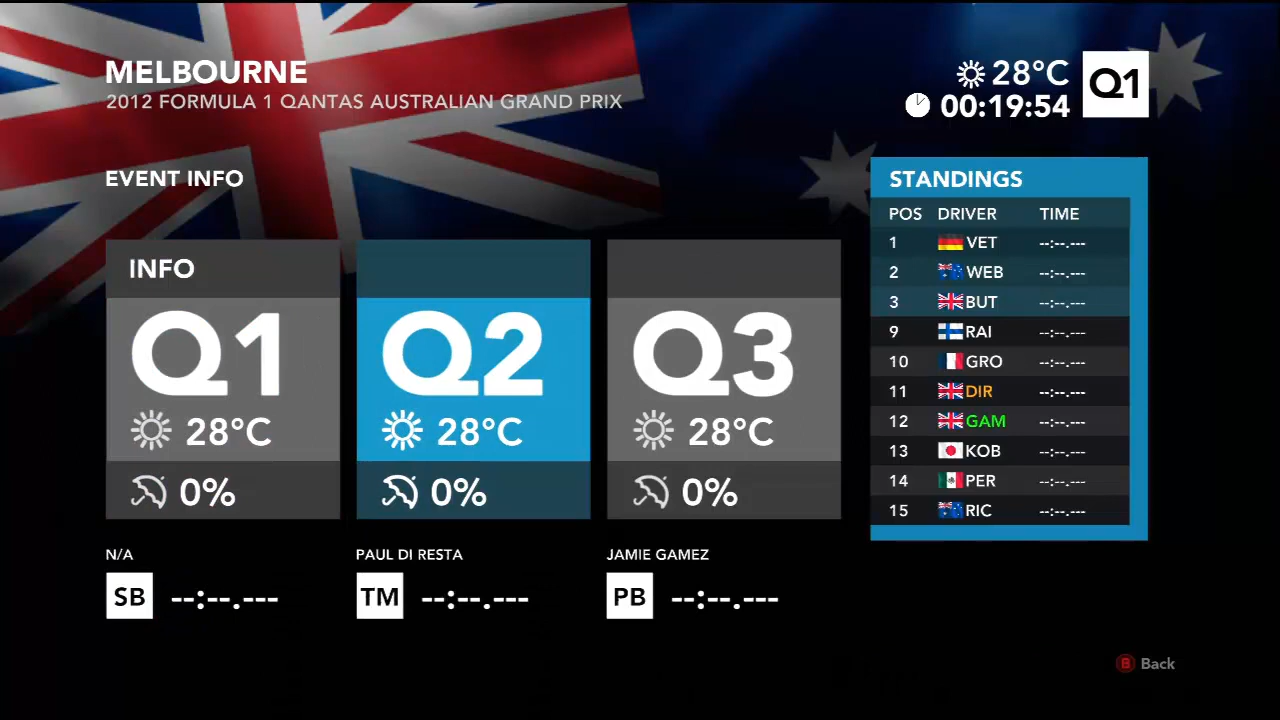 MELBOURNE
2012 FORMULA 1 QANTAS AUSTRALIAN GRAND PRIX
28°C
00:19:54
Q1
EVENT INFO
INFO
Q1
28°C
0%
Q2
28°C
0%
Q3
28°C
0%
N/A
SB --:--.---
PAUL DI RESTA
TM --:--.---
JAMIE GAMEZ
PB --:--.---
STANDINGS
POS DRIVER TIME
1 VET --:--.---
2 WEB --:--.---
3 BUT --:--.---
9 RAI --:--.---
10 GRO --:--.---
11 DIR --:--.---
12 GAM --:--.---
13 KOB --:--.---
14 PER --:--.---
15 RIC --:--.---
B Back